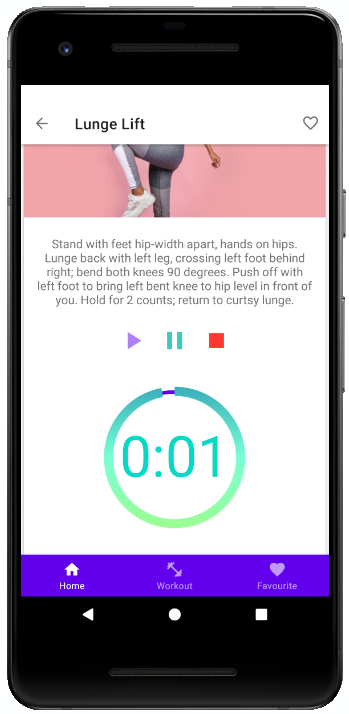 Lunge Lift
Stand with feet hip-width apart, hands on hips.
Lunge back with left leg, crossing left foot behind
right; bend both knees 90 degrees. Push off with
left foot to bring left bent knee to hip level in front of
you. Hold for 2 counts; return to curtsy lunge.
0:01
Home
Workout
Favourite